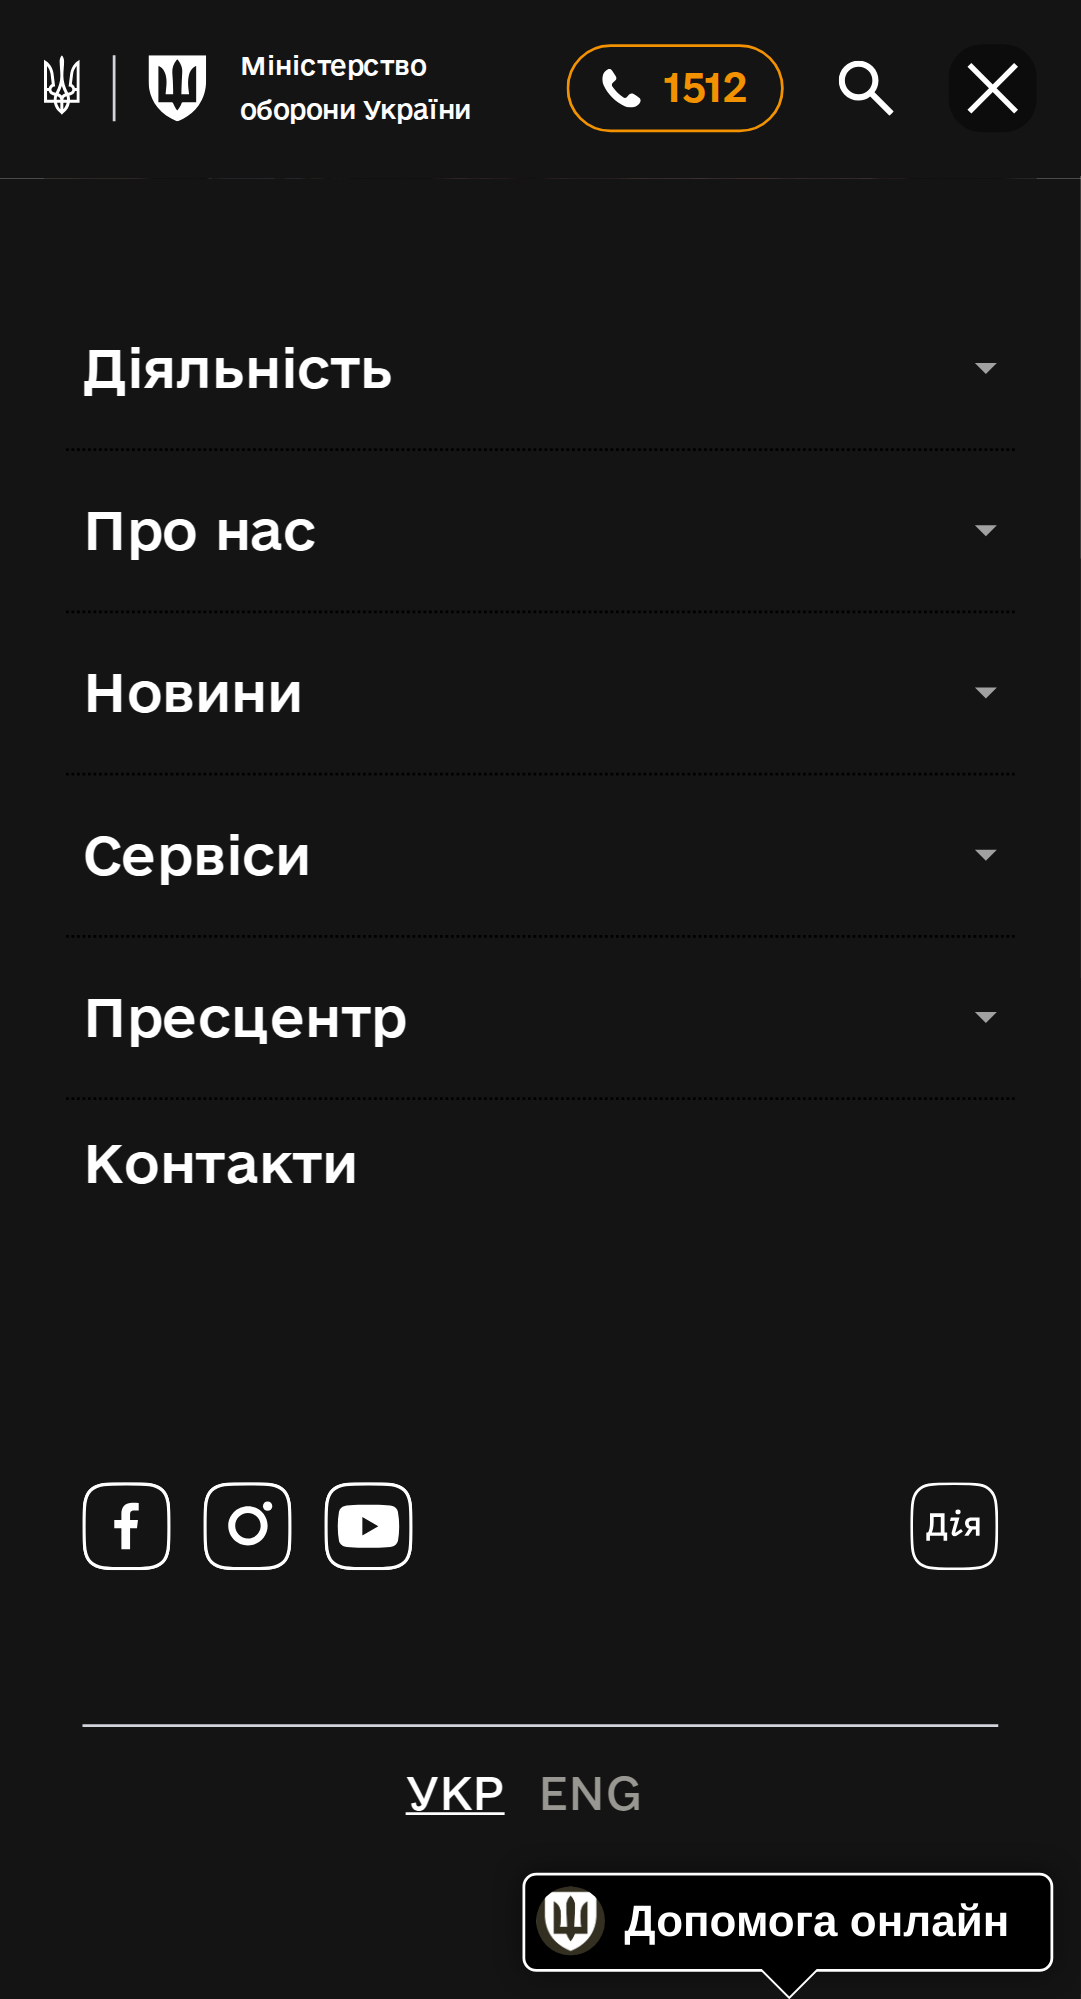 Міністерство
оборони України
1512
Діяльність
Про нас
Новини
Сервіси
Пресцентр
Контакти
Дія
УКР ENG
Допомога онлайн